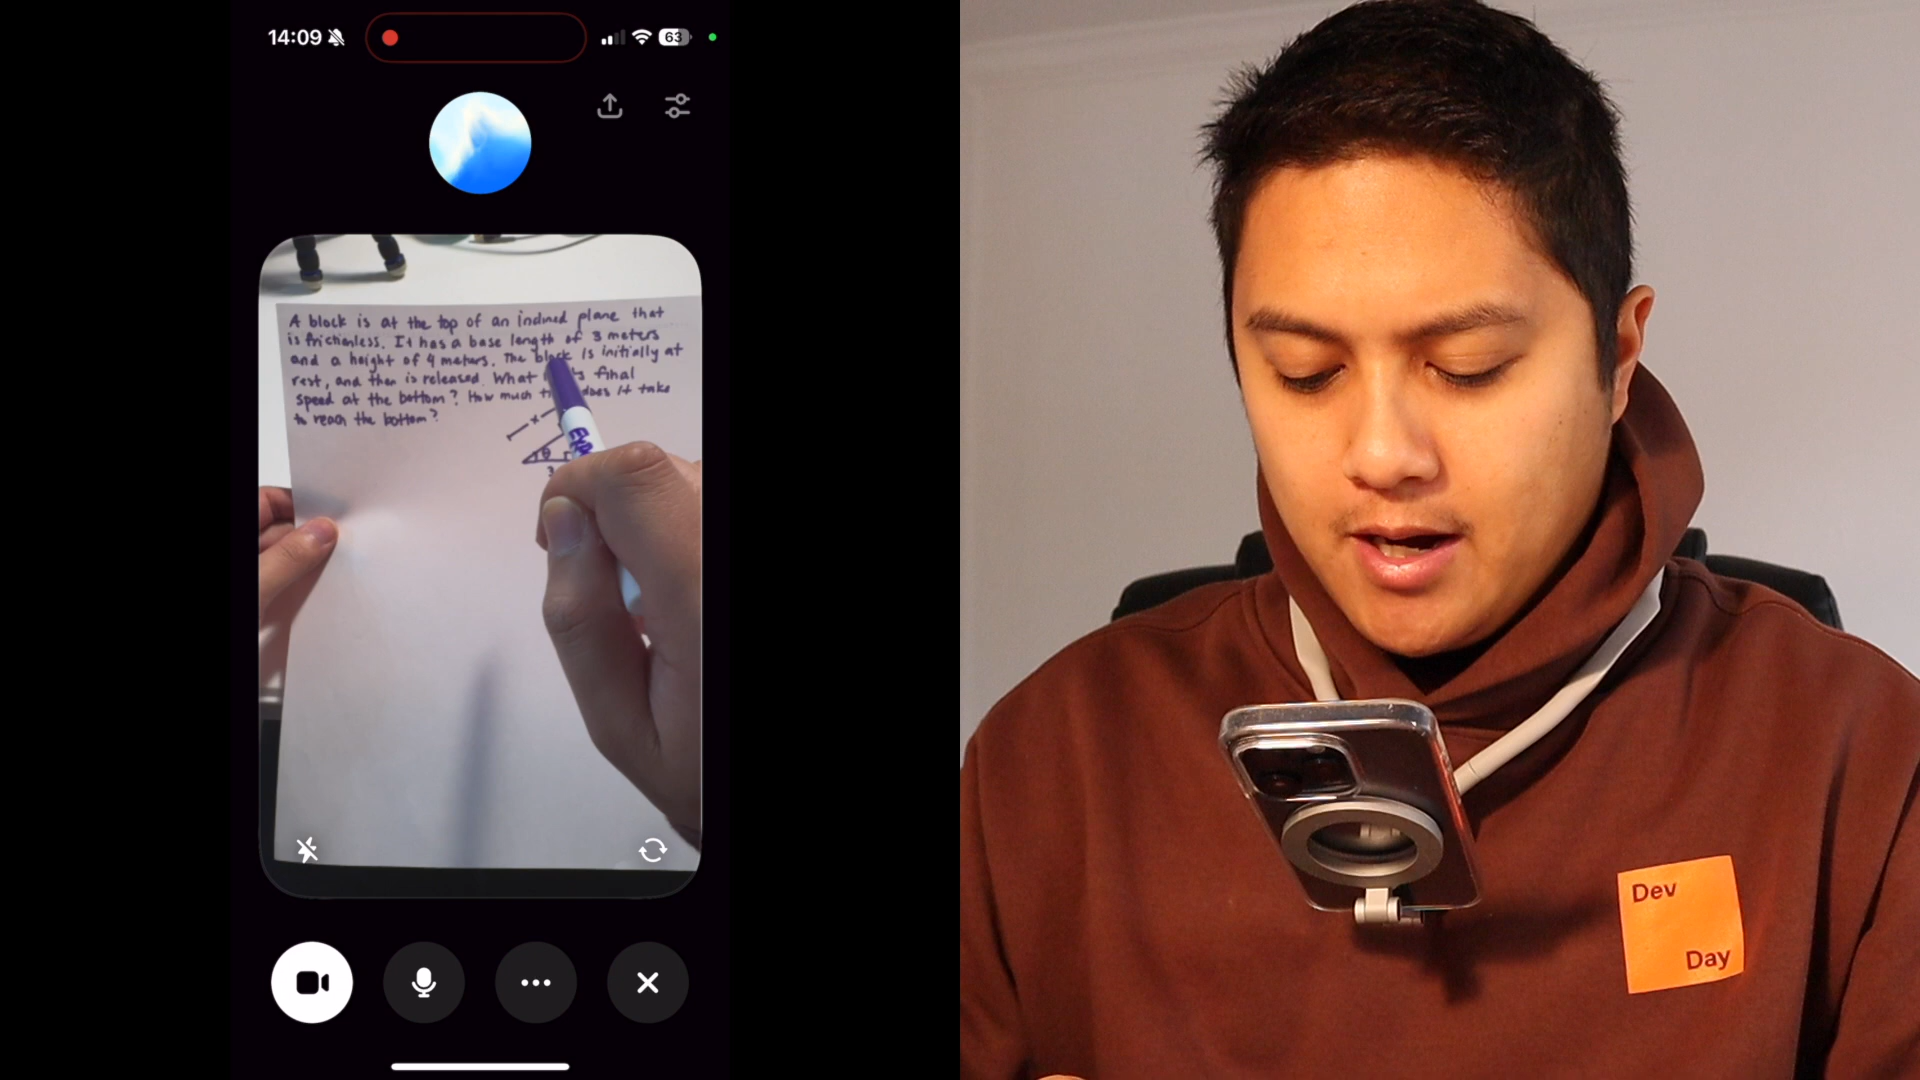 14:09
63
A block is at the top of an inclined plane that
is frictionless. It has a base length of 3 meters
and a height of 4 meters. The block is initially at
rest, and then is released. What final
speed at the bottom? How much does it take
to reach the bottom?
x
θ
3
Dev
Day